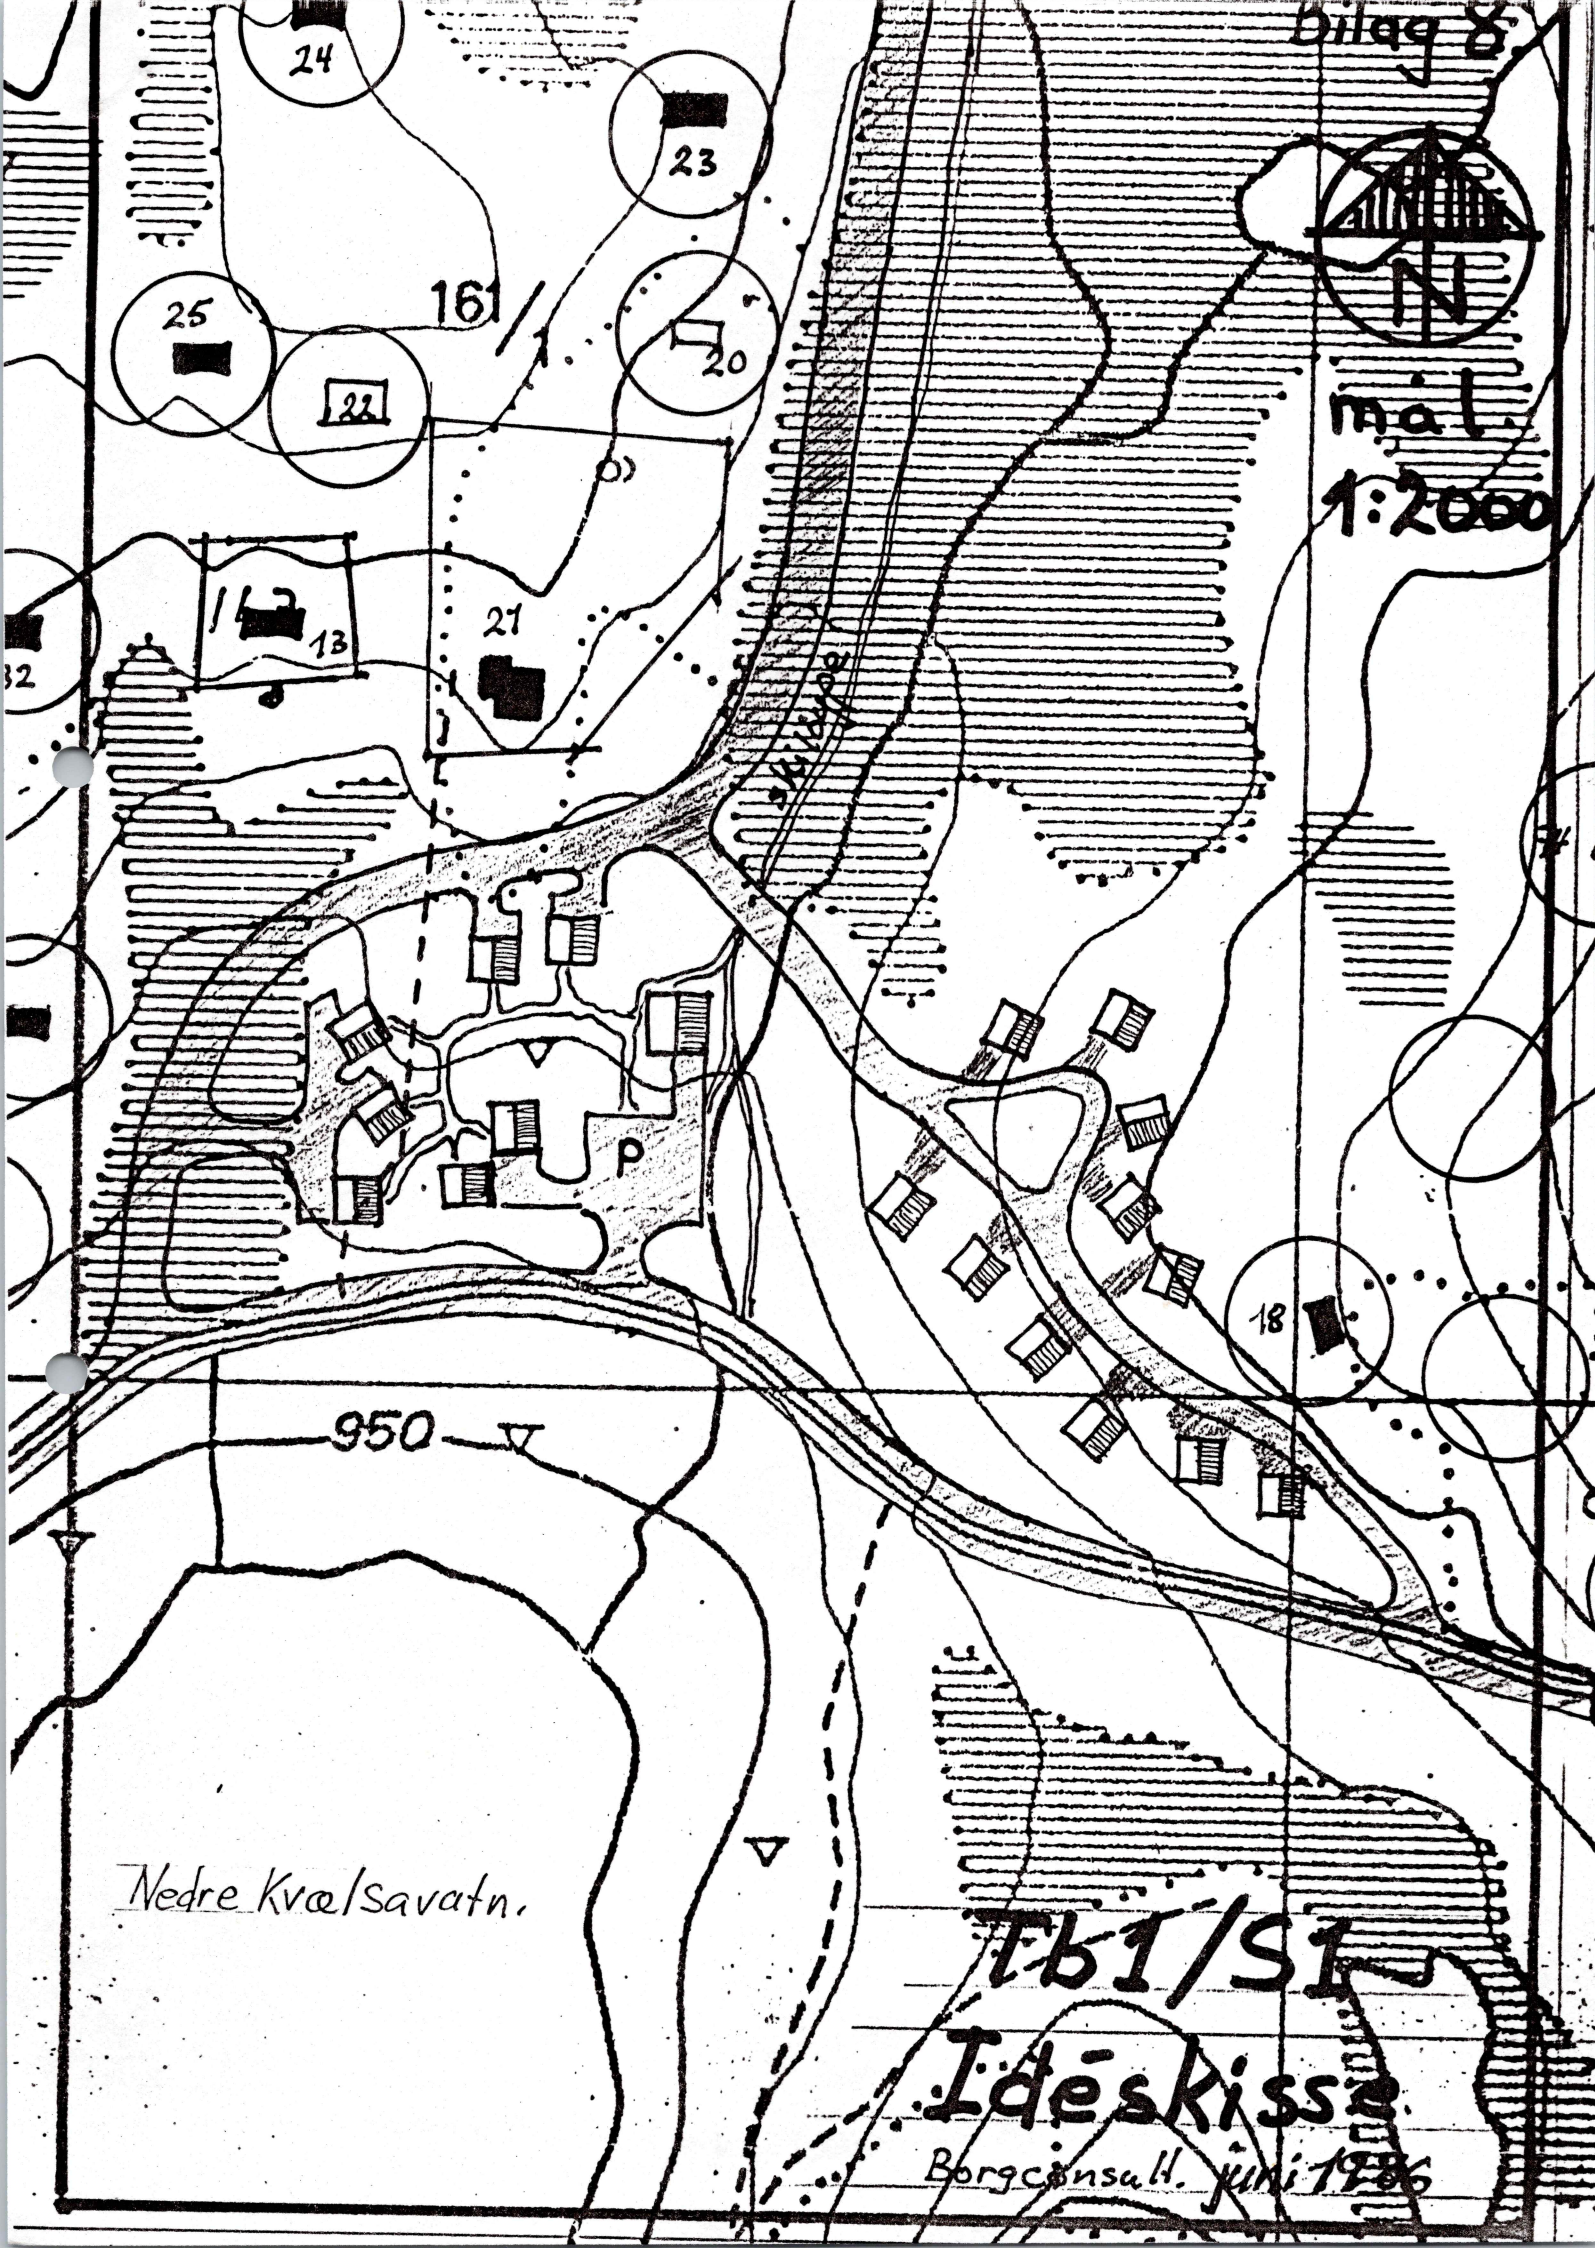 bilag 8
24
23
161/
25
20
22
mål
1:2000
21
13
32
skiløype
P
18
950
Nedre Kvælsavatn.
Tb1/S1
Idéskisse
Borgconsult. juni 1986
N